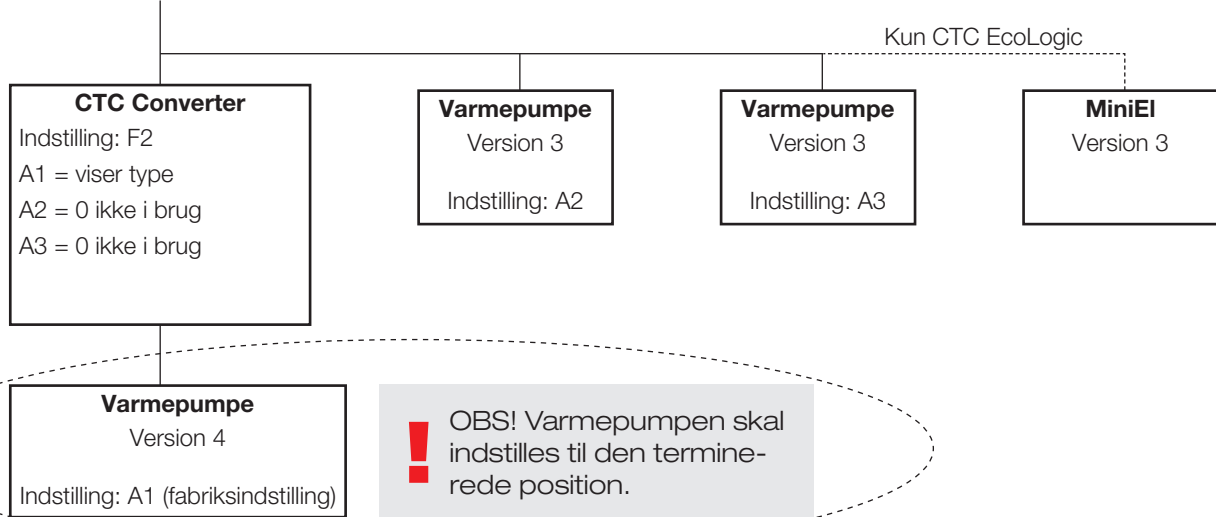 Kun CTC EcoLogic
CTC Converter
Indstilling: F2
A1 = viser type
A2 = 0 ikke i brug
A3 = 0 ikke i brug
Varmepumpe
Version 3
Indstilling: A2
Varmepumpe
Version 3
Indstilling: A3
MiniEl
Version 3
Varmepumpe
Version 4
Indstilling: A1 (fabriksindstilling)
! OBS! Varmepumpen skal
indstilles til den termine-
rede position.